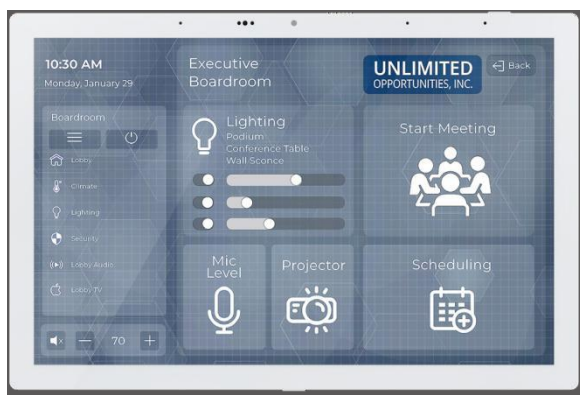 10:30 AM
Monday, January 29
Executive
Boardroom
UNLIMITED
OPPORTUNITIES, INC.
Back
Boardroom
Lobby
Climate
Lighting
Security
Lobby Audio
Lobby TV
70
Lighting
Podium
Conference Table
Wall Sconce
Start Meeting
Mic
Level
Projector
Scheduling